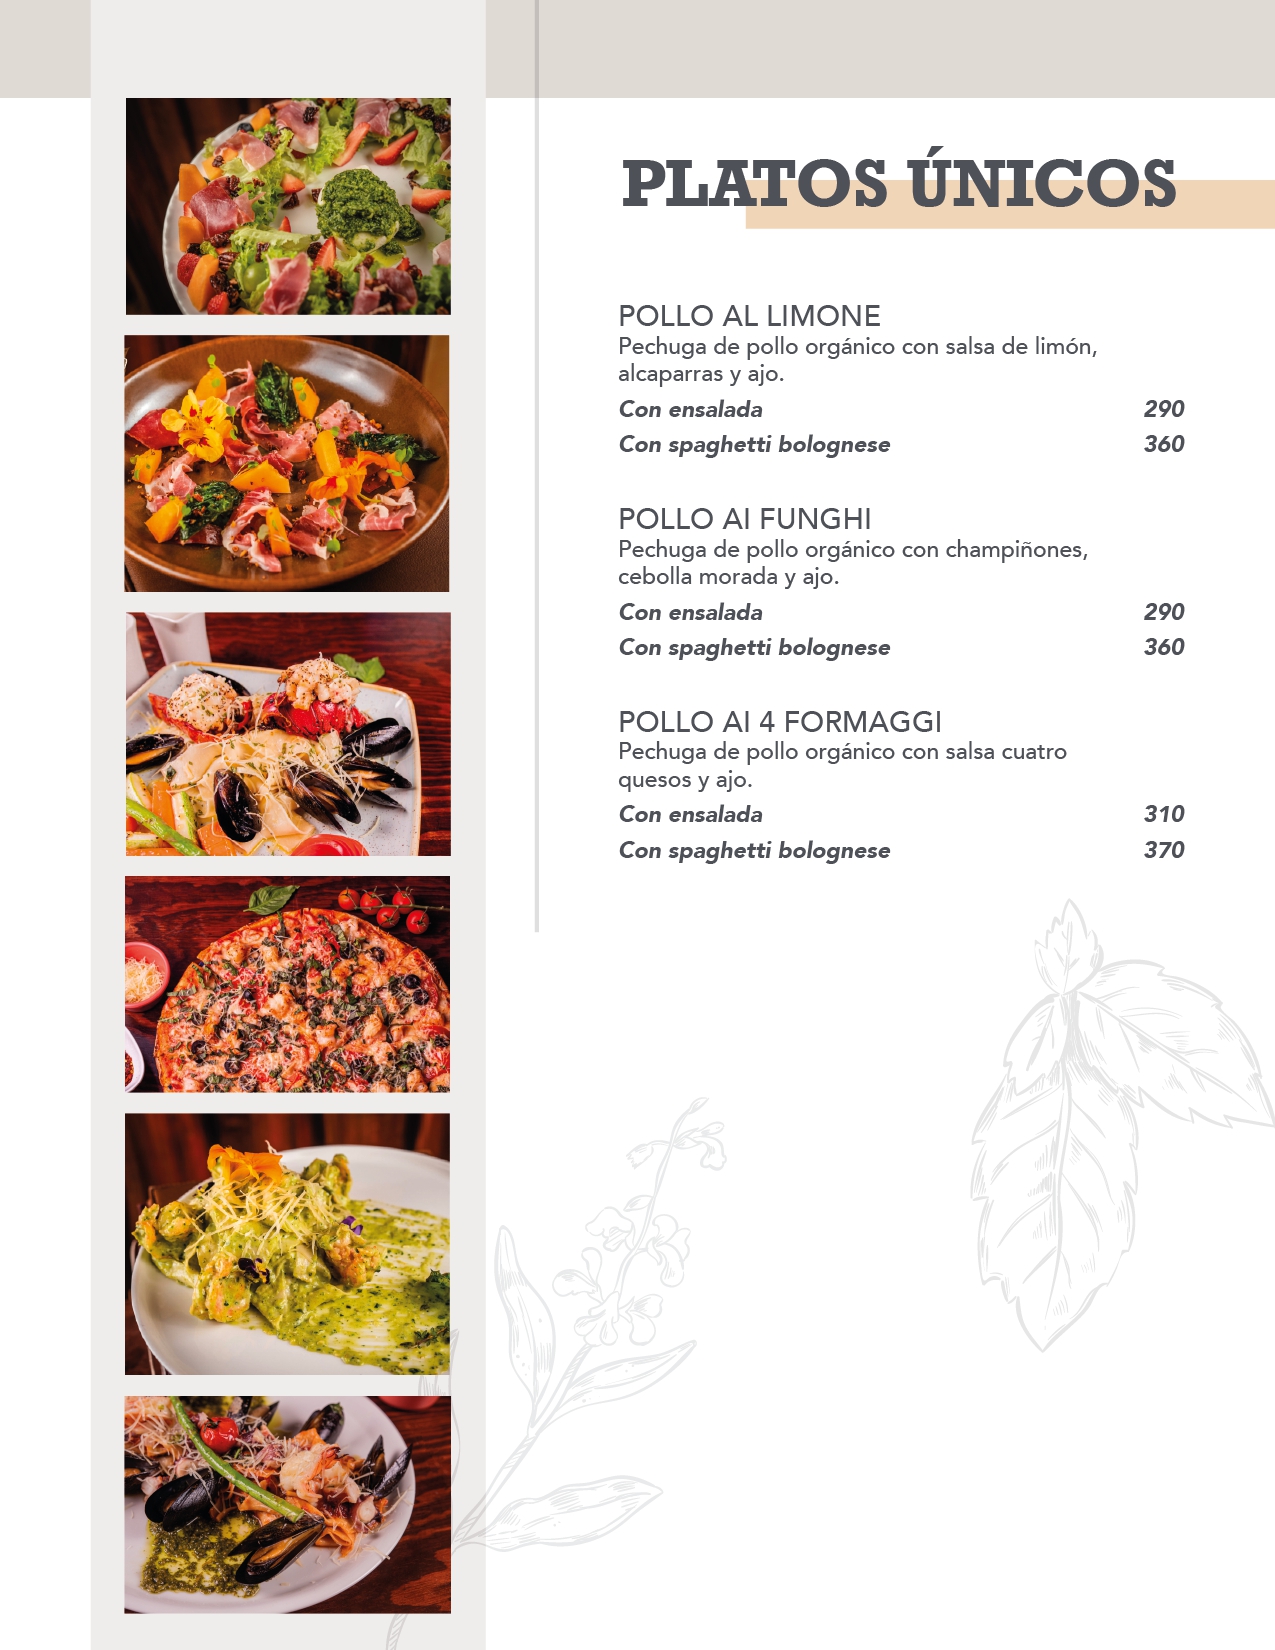 PLATOS ÚNICOS
POLLO AL LIMONE
Pechuga de pollo orgánico con salsa de limón,
alcaparras y ajo.
Con ensalada 290
Con spaghetti bolognese 360
POLLO AI FUNGHI
Pechuga de pollo orgánico con champiñones,
cebolla morada y ajo.
Con ensalada 290
Con spaghetti bolognese 360
POLLO AI 4 FORMAGGI
Pechuga de pollo orgánico con salsa cuatro
quesos y ajo.
Con ensalada 310
Con spaghetti bolognese 370